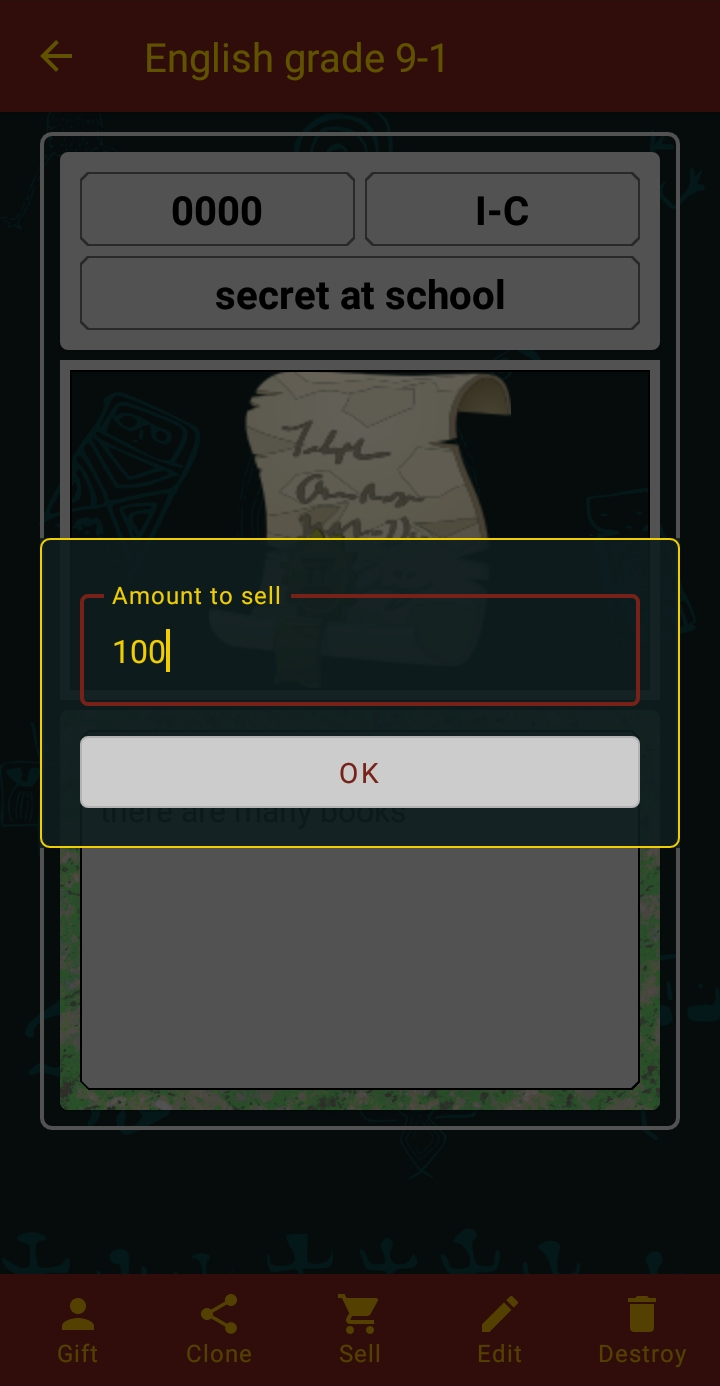 English grade 9-1
0000
I-C
secret at school
Amount to sell
100
OK
there are many books
Gift
Clone
Sell
Edit
Destroy